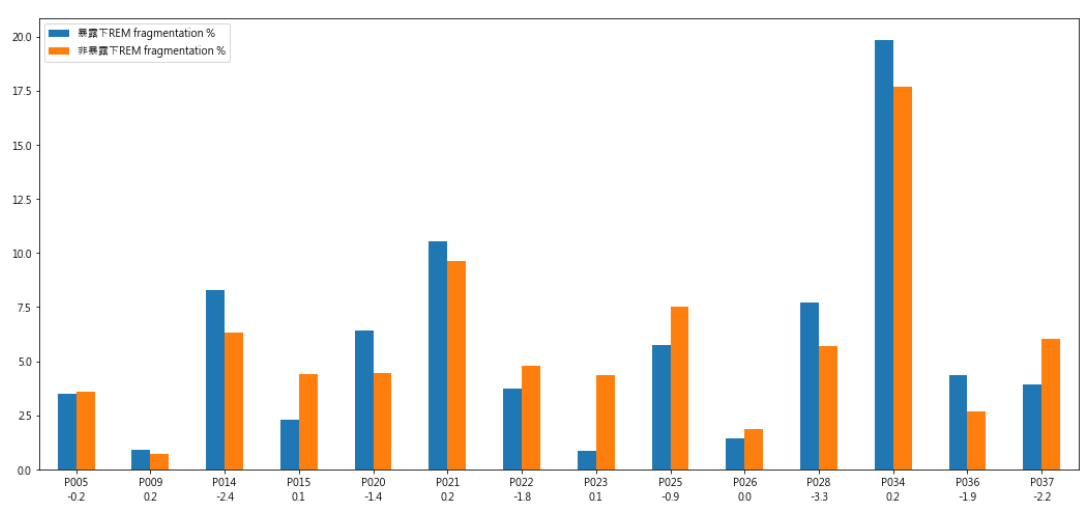 暴露下REM fragmentation %
非暴露下REM fragmentation %
20.0
17.5
15.0
12.5
10.0
7.5
5.0
2.5
0.0
P005 P009 P014 P015 P020 P021 P022 P023 P025 P026 P028 P034 P036 P037
-0.2 0.2 -2.4 0.1 -1.4 0.2 -1.8 0.1 -0.9 0.0 -3.3 0.2 -1.9 -2.2